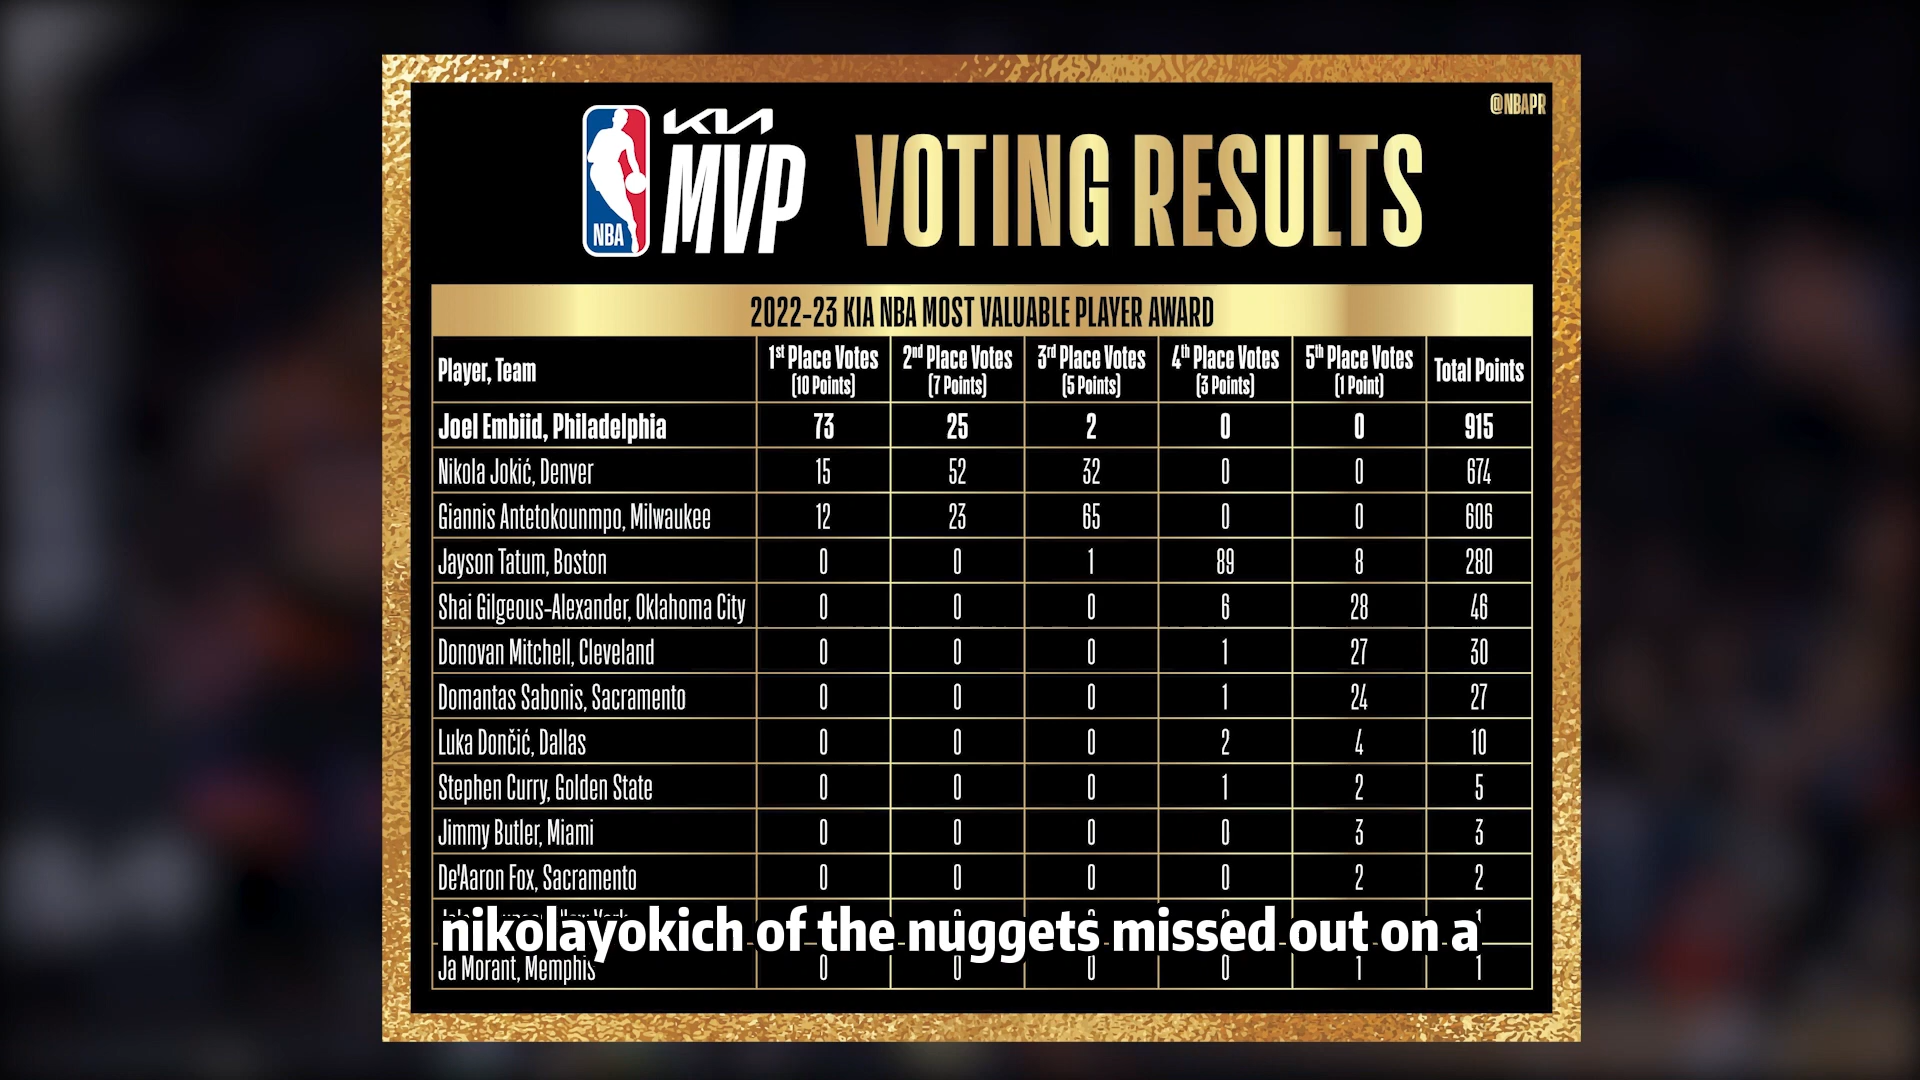 @NBAPR
KIA
MVP
NBA
VOTING RESULTS
2022-23 KIA NBA MOST VALUABLE PLAYER AWARD
Player, Team 1st Place Votes (10 Points) 2nd Place Votes (7 Points) 3rd Place Votes (5 Points) 4th Place Votes (3 Points) 5th Place Votes (1 Point) Total Points
Joel Embiid, Philadelphia 73 25 2 0 0 915
Nikola Jokić, Denver 15 52 32 0 0 674
Giannis Antetokounmpo, Milwaukee 12 23 65 0 0 606
Jayson Tatum, Boston 0 0 1 89 8 280
Shai Gilgeous-Alexander, Oklahoma City 0 0 0 6 28 46
Donovan Mitchell, Cleveland 0 0 0 1 27 30
Domantas Sabonis, Sacramento 0 0 0 1 24 27
Luka Dončić, Dallas 0 0 0 2 4 10
Stephen Curry, Golden State 0 0 0 1 2 5
Jimmy Butler, Miami 0 0 0 0 3 3
De'Aaron Fox, Sacramento 0 0 0 0 2 2
nikolayokich of the nuggets missed out on a
Ja Morant, Memphis 0 0 0 0 1 1